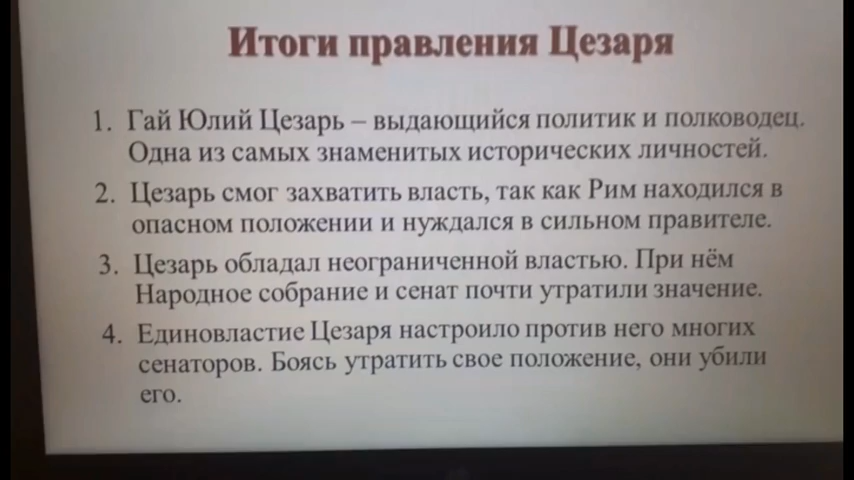 Итоги правления Цезаря
1. Гай Юлий Цезарь – выдающийся политик и полководец.
Одна из самых знаменитых исторических личностей.
2. Цезарь смог захватить власть, так как Рим находился в
опасном положении и нуждался в сильном правителе.
3. Цезарь обладал неограниченной властью. При нём
Народное собрание и сенат почти утратили значение.
4. Единовластие Цезаря настроило против него многих
сенаторов. Боясь утратить свое положение, они убили
его.